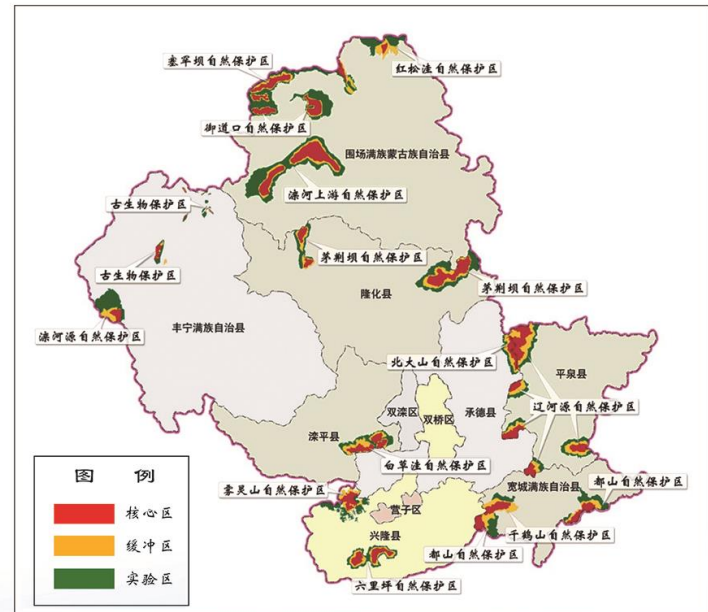 塞罕坝自然保护区
红松洼自然保护区
御道口自然保护区
围场满族蒙古族自治县
滦河上游自然保护区
古生物保护区
古生物保护区
茅荆坝自然保护区
茅荆坝自然保护区
隆化县
滦河源自然保护区
丰宁满族自治县
北大山自然保护区
平泉县
双滦区
双桥区
承德县
辽河源自然保护区
滦平县
白草洼自然保护区
雾灵山自然保护区
宽城满族自治县
都山自然保护区
营子区
兴隆县
千鹤山自然保护区
都山自然保护区
六里坪自然保护区
图 例
核心区
缓冲区
实验区